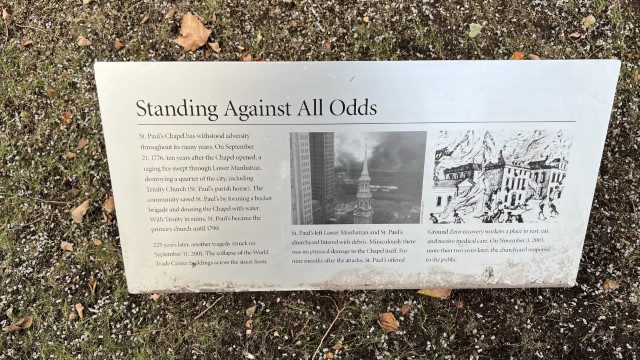 Standing Against All Odds
St. Paul's Chapel has withstood adversity
throughout its many years. On September
21, 1776, ten years after the Chapel opened, a
raging fire swept through Lower Manhattan,
destroying a quarter of the city, including
Trinity Church (St. Paul's parish home). The
community saved St. Paul's by forming a bucket
brigade and dousing the Chapel with water.
With Trinity in ruins, St. Paul's became the
primary church until 1790.
225 years later, another tragedy struck on
September 11, 2001. The collapse of the World
Trade Center buildings across the street from
St. Paul's left Lower Manhattan and St. Paul's
churchyard littered with debris. Miraculously there
was no physical damage to the Chapel itself. For
nine months after the attacks, St. Paul's offered
Ground Zero recovery workers a place to rest, eat,
and receive medical care. On November 3, 2003,
more than two years later, the churchyard reopened
to the public.